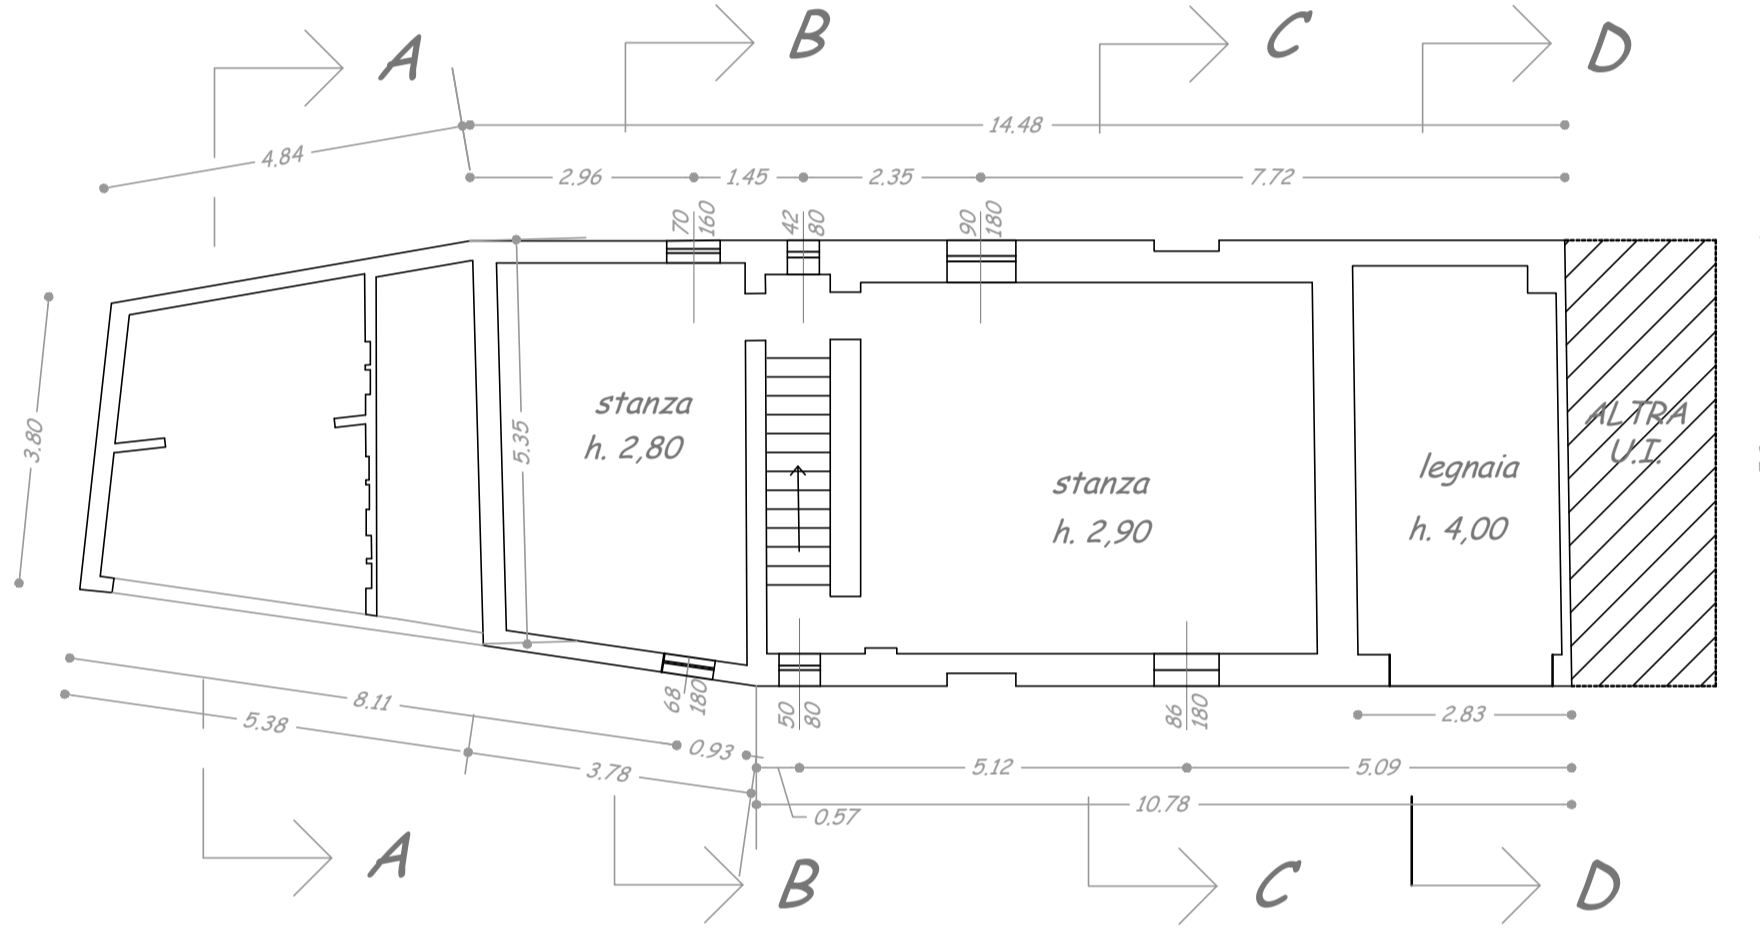 A
B
C
D
14.48
4.84
2.96
1.45
2.35
7.72
70
160
42
80
90
180
3.80
5.35
stanza
h. 2,80
stanza
h. 2,90
legnaia
h. 4,00
ALTRA
U.I.
68
180
50
80
86
180
8.11
5.38
0.93
3.78
2.83
5.12
5.09
0.57
10.78
A
B
C
D